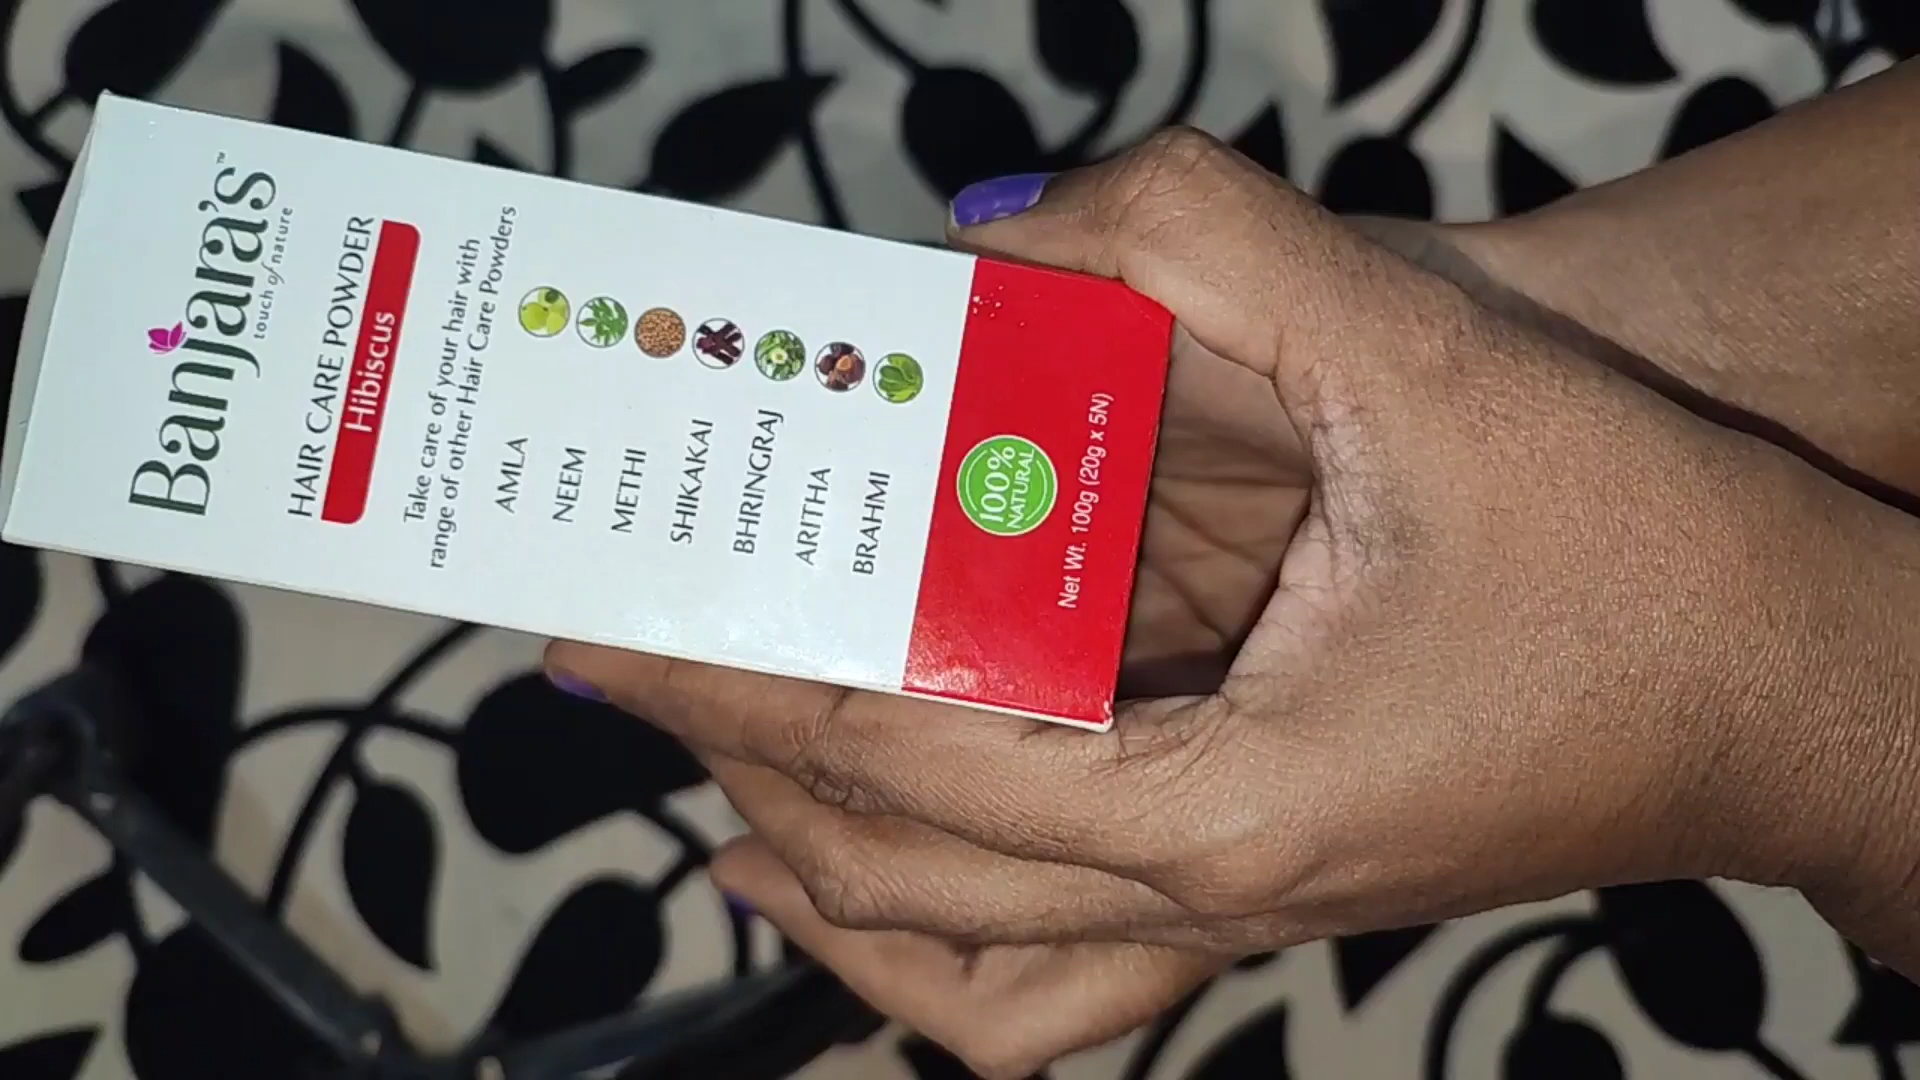 Banjara's™
touch of nature
HAIR CARE POWDER
Hibiscus
Take care of your hair with
range of other Hair Care Powders
AMLA
NEEM
METHI
SHIKAKAI
BHRINGRAJ
ARITHA
BRAHMI
100%
NATURAL
Net Wt. 100g (20g x 5N)